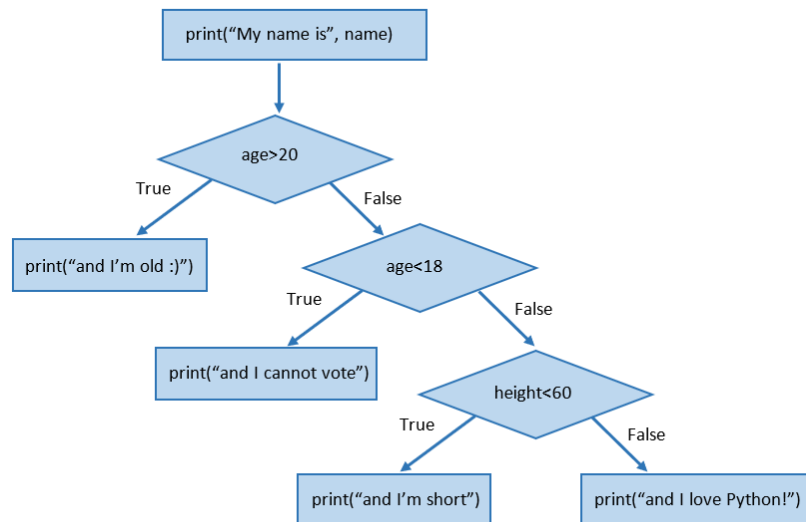 print(“My name is”, name)
age>20
True
False
print(“and I’m old :)”)
age<18
True
False
print(“and I cannot vote”)
height<60
True
False
print(“and I’m short”)
print(“and I love Python!”)